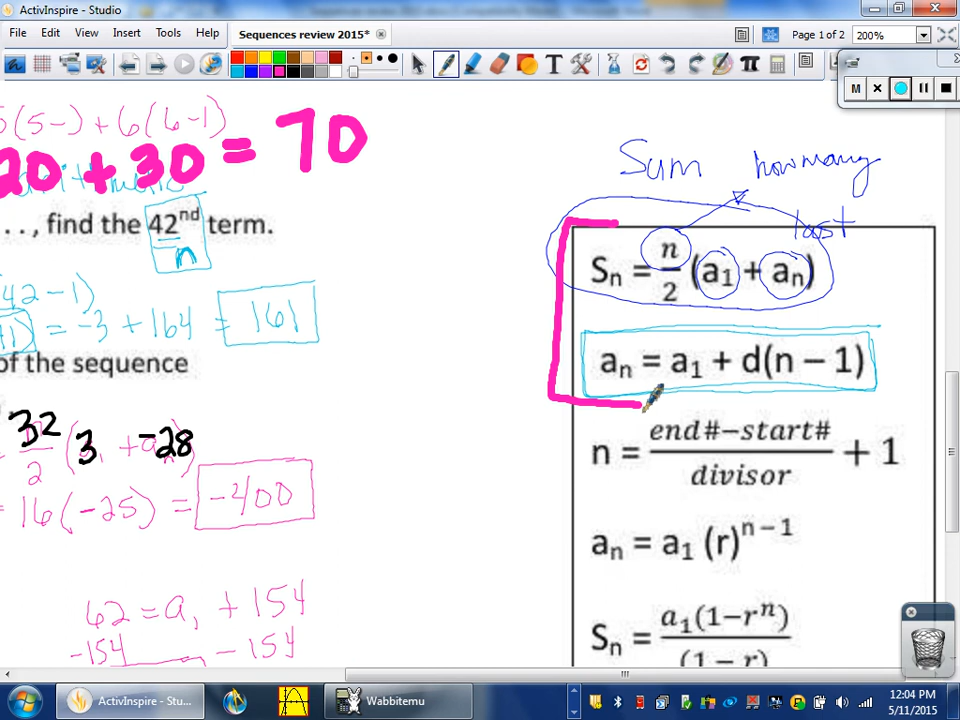 ActivInspire - Studio
File Edit View Insert Tools Help Sequences review 2015* Page 1 of 2 200%
M
5(5-) + 6(6-1)
20 + 30 = 70
. . ., find the 42nd term.
n
42 - 1)
= -3 + 164 = 161
of the sequence
32
2 (3 + -28)
= 16(-25) = -400
62 = a1 + 154
-154 - 154
Sum how many
last
Sn = n/2 (a1 + an)
an = a1 + d(n − 1)
n = end#−start#/divisor + 1
an = a1 (r)n − 1
Sn = a1(1−rn)/(1 − r)
ActivInspire - Studi... Wabbitemu 12:04 PM
5/11/2015